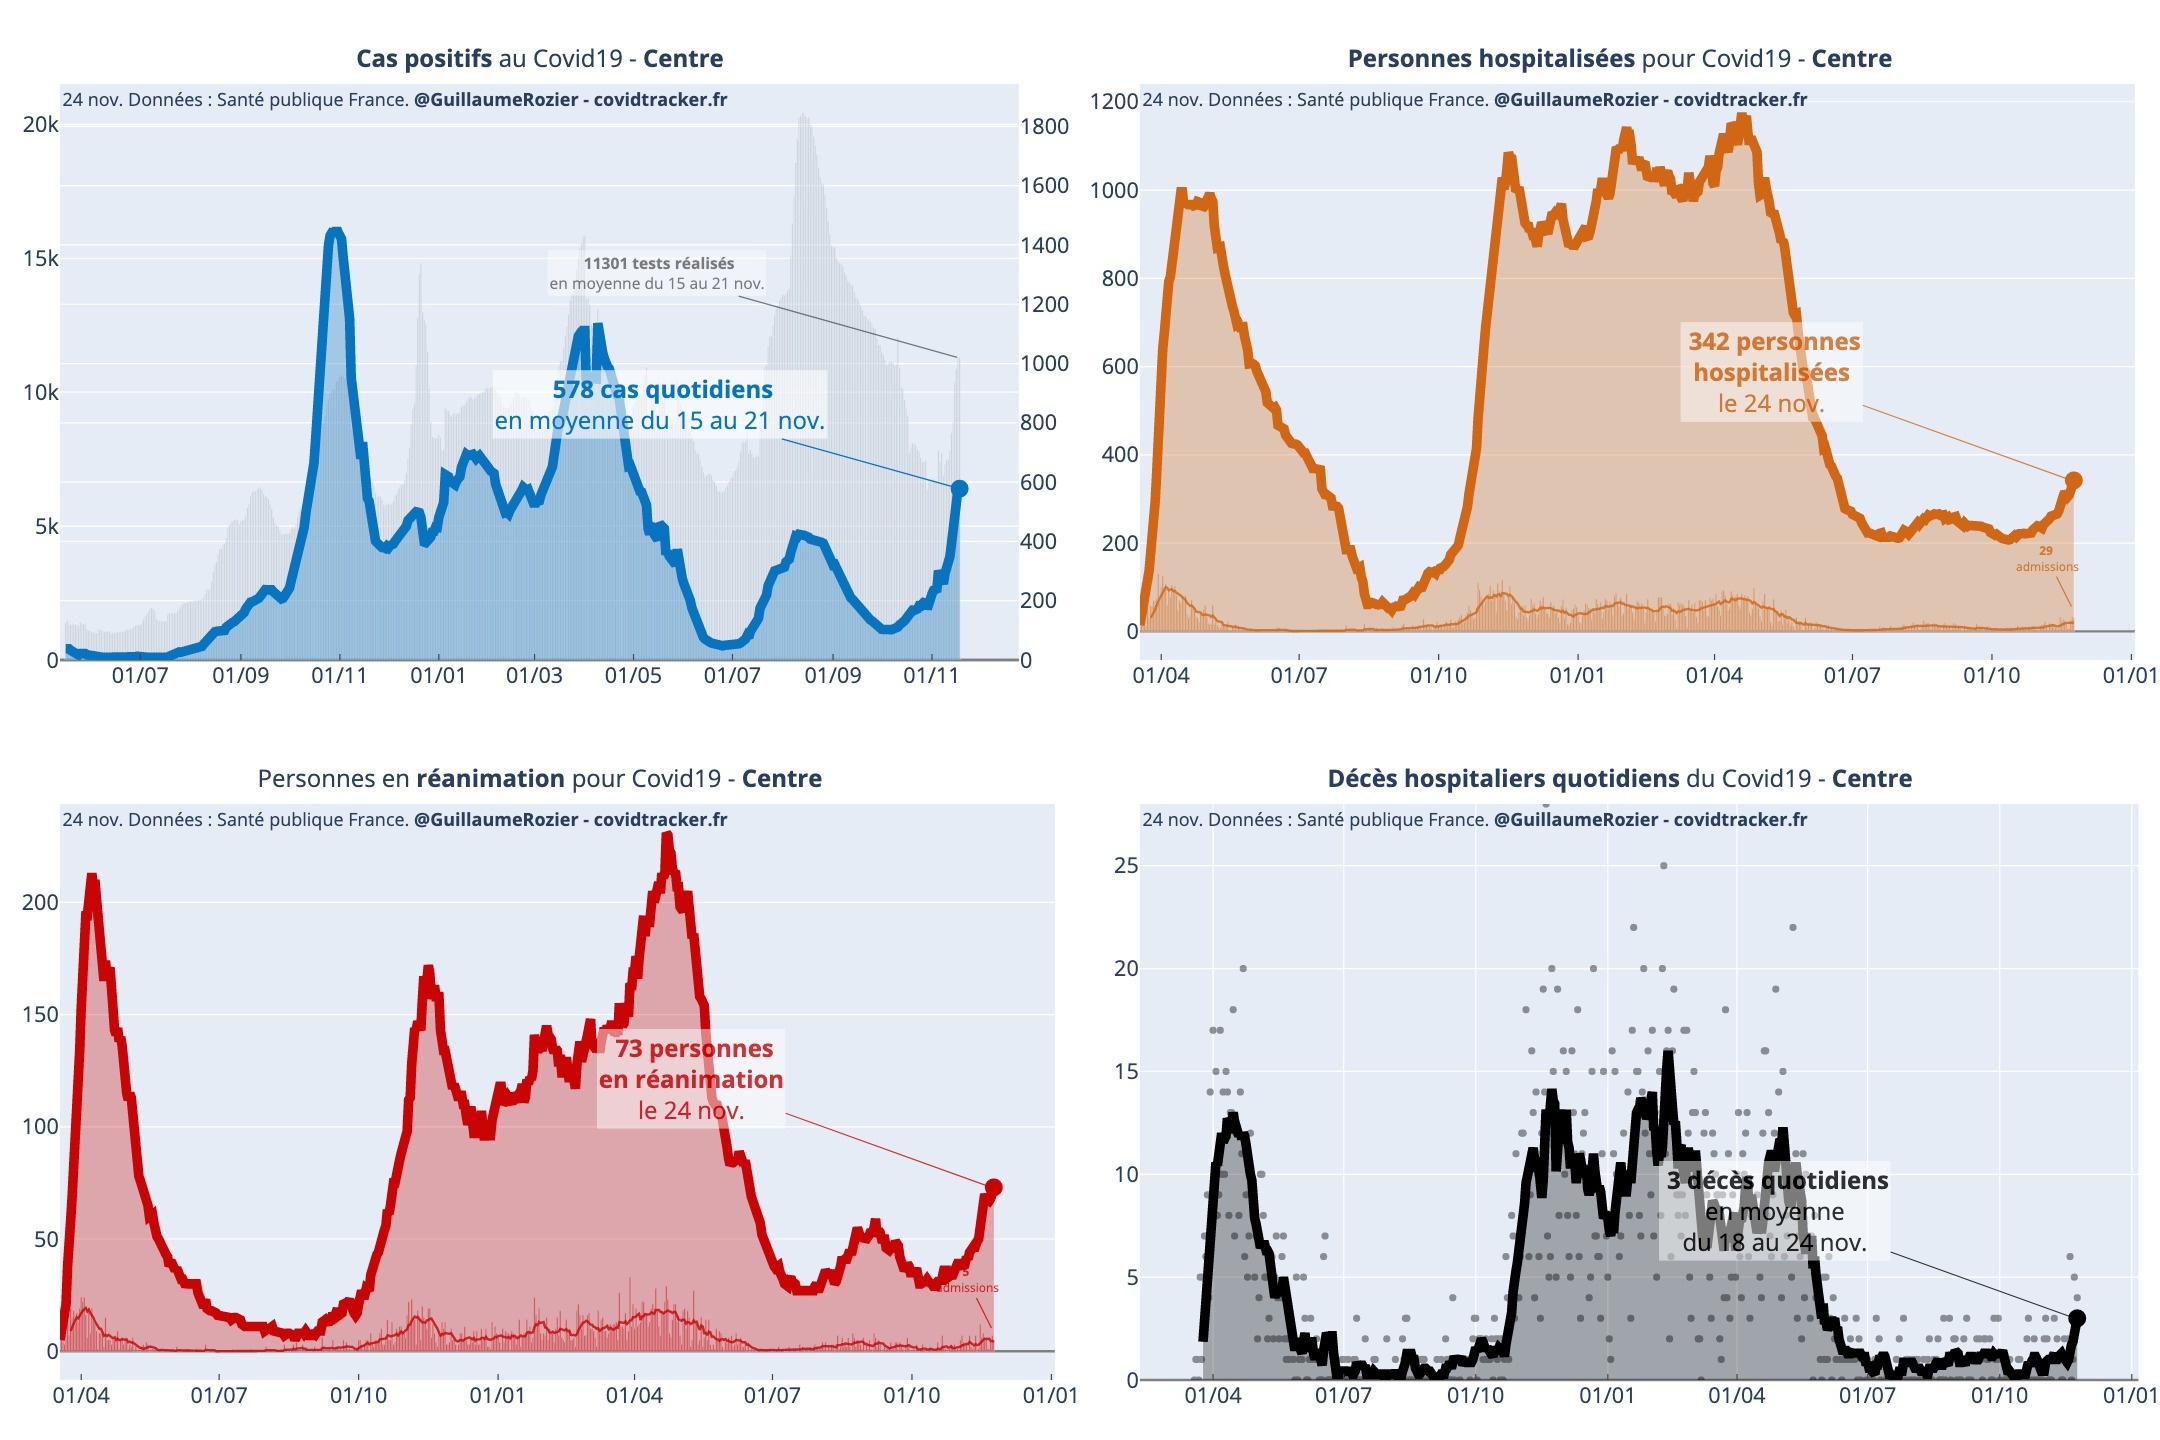 Cas positifs au Covid19 - Centre
24 nov. Données : Santé publique France. @GuillaumeRozier - covidtracker.fr
20k
15k
10k
5k
0
1800
1600
1400
1200
1000
800
600
400
200
0
11301 tests réalisés
en moyenne du 15 au 21 nov.
578 cas quotidiens
en moyenne du 15 au 21 nov.
01/07 01/09 01/11 01/01 01/03 01/05 01/07 01/09 01/11
Personnes hospitalisées pour Covid19 - Centre
24 nov. Données : Santé publique France. @GuillaumeRozier - covidtracker.fr
1200
1000
800
600
400
200
0
342 personnes
hospitalisées
le 24 nov.
29
admissions
01/04 01/07 01/10 01/01 01/04 01/07 01/10 01/01
Personnes en réanimation pour Covid19 - Centre
24 nov. Données : Santé publique France. @GuillaumeRozier - covidtracker.fr
200
150
100
50
0
73 personnes
en réanimation
le 24 nov.
5
admissions
01/04 01/07 01/10 01/01 01/04 01/07 01/10 01/01
Décès hospitaliers quotidiens du Covid19 - Centre
24 nov. Données : Santé publique France. @GuillaumeRozier - covidtracker.fr
25
20
15
10
5
0
3 décès quotidiens
en moyenne
du 18 au 24 nov.
01/04 01/07 01/10 01/01 01/04 01/07 01/10 01/01